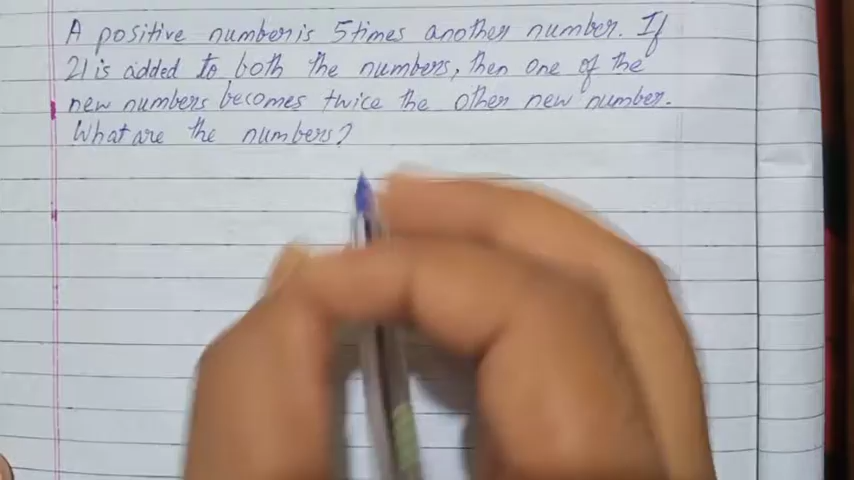 A positive number is 5 times another number. If
21 is added to both the numbers, then one of the
new numbers becomes twice the other new number.
What are the numbers?